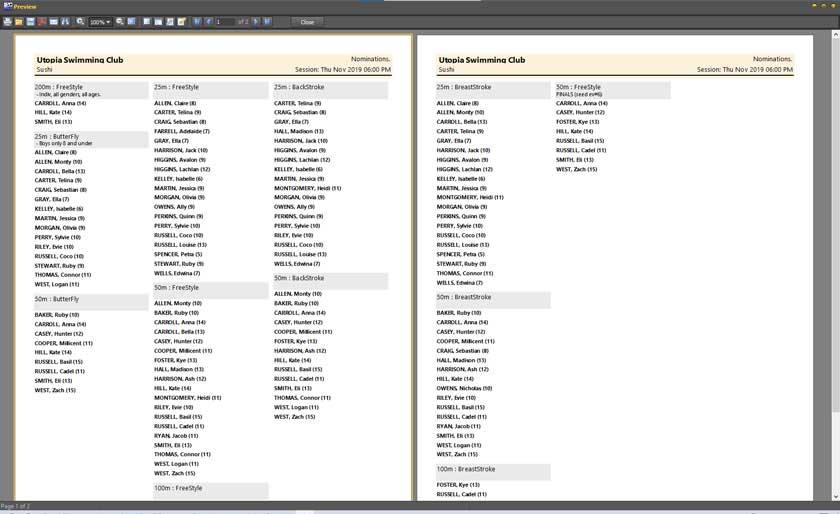 Preview
100%
1
of 2
Close
Utopia Swimming Club
Nominations.
Sushi
Session: Thu Nov 2019 06:00 PM
200m : FreeStyle
- Indiv, all genders, all ages.
CARROLL, Anna (14)
HILL, Kate (14)
SMITH, Eli (13)
25m : ButterFly
- Boys only 8 and under
ALLEN, Claire (8)
ALLEN, Monty (10)
CARROLL, Bella (13)
CARTER, Telina (9)
CRAIG, Sebastian (8)
GRAY, Ella (7)
KELLEY, Isabelle (6)
MARTIN, Jessica (9)
MORGAN, Olivia (9)
PERRY, Sylvie (10)
RILEY, Evie (10)
RUSSELL, Coco (10)
STEWART, Ruby (9)
THOMAS, Connor (11)
WEST, Logan (11)
50m : ButterFly
BAKER, Ruby (10)
CARROLL, Anna (14)
CASEY, Hunter (12)
COOPER, Millicent (11)
HILL, Kate (14)
RUSSELL, Basil (15)
RUSSELL, Cadel (11)
SMITH, Eli (13)
WEST, Zach (15)
25m : FreeStyle
ALLEN, Claire (8)
CARTER, Telina (9)
CRAIG, Sebastian (8)
FARRELL, Adelaide (7)
GRAY, Ella (7)
HARRISON, Jack (10)
HIGGINS, Avalon (9)
HIGGINS, Lachlan (12)
KELLEY, Isabelle (6)
MARTIN, Jessica (9)
MORGAN, Olivia (9)
OWENS, Ally (9)
PERKINS, Quinn (9)
PERRY, Sylvie (10)
RUSSELL, Coco (10)
RUSSELL, Louise (13)
SPENCER, Petra (5)
STEWART, Ruby (9)
WELLS, Edwina (7)
50m : FreeStyle
ALLEN, Monty (10)
BAKER, Ruby (10)
CARROLL, Anna (14)
CARROLL, Bella (13)
CASEY, Hunter (12)
COOPER, Millicent (11)
FOSTER, Kye (13)
HALL, Madison (13)
HARRISON, Ash (12)
HILL, Kate (14)
MONTGOMERY, Heidi (11)
RILEY, Evie (10)
RUSSELL, Basil (15)
RUSSELL, Cadel (11)
RYAN, Jacob (11)
SMITH, Eli (13)
THOMAS, Connor (11)
WEST, Logan (11)
WEST, Zach (15)
100m : FreeStyle
25m : BackStroke
CARTER, Telina (9)
CRAIG, Sebastian (8)
GRAY, Ella (7)
HALL, Madison (13)
HARRISON, Jack (10)
HIGGINS, Avalon (9)
HIGGINS, Lachlan (12)
KELLEY, Isabelle (6)
MARTIN, Jessica (9)
MONTGOMERY, Heidi (11)
MORGAN, Olivia (9)
OWENS, Ally (9)
PERKINS, Quinn (9)
PERRY, Sylvie (10)
RILEY, Evie (10)
RUSSELL, Coco (10)
RUSSELL, Louise (13)
WELLS, Edwina (7)
50m : BackStroke
ALLEN, Monty (10)
BAKER, Ruby (10)
CARROLL, Anna (14)
CASEY, Hunter (12)
COOPER, Millicent (11)
FOSTER, Kye (13)
HARRISON, Ash (12)
HILL, Kate (14)
RUSSELL, Basil (15)
RUSSELL, Cadel (11)
SMITH, Eli (13)
THOMAS, Connor (11)
WEST, Logan (11)
WEST, Zach (15)
Utopia Swimming Club
Nominations.
Sushi
Session: Thu Nov 2019 06:00 PM
25m : BreastStroke
ALLEN, Claire (8)
ALLEN, Monty (10)
CARROLL, Bella (13)
CARTER, Telina (9)
CRAIG, Sebastian (8)
GRAY, Ella (7)
HARRISON, Jack (10)
HIGGINS, Avalon (9)
HIGGINS, Lachlan (12)
KELLEY, Isabelle (6)
MARTIN, Jessica (9)
MONTGOMERY, Heidi (11)
MORGAN, Olivia (9)
PERKINS, Quinn (9)
PERRY, Sylvie (10)
RUSSELL, Coco (10)
RUSSELL, Louise (13)
SPENCER, Petra (5)
STEWART, Ruby (9)
THOMAS, Connor (11)
WELLS, Edwina (7)
50m : BreastStroke
BAKER, Ruby (10)
CARROLL, Anna (14)
CASEY, Hunter (12)
COOPER, Millicent (11)
CRAIG, Sebastian (8)
HALL, Madison (13)
HARRISON, Ash (12)
HILL, Kate (14)
OWENS, Nicholas (10)
RILEY, Evie (10)
RUSSELL, Basil (15)
RUSSELL, Cadel (11)
RYAN, Jacob (11)
SMITH, Eli (13)
WEST, Logan (11)
WEST, Zach (15)
100m : BreastStroke
FOSTER, Kye (13)
RUSSELL, Cadel (11)
50m : FreeStyle
FINALS (seed ev#6)
CARROLL, Anna (14)
CASEY, Hunter (12)
FOSTER, Kye (13)
HILL, Kate (14)
RUSSELL, Basil (15)
RUSSELL, Cadel (11)
SMITH, Eli (13)
WEST, Zach (15)
Page 1 of 2